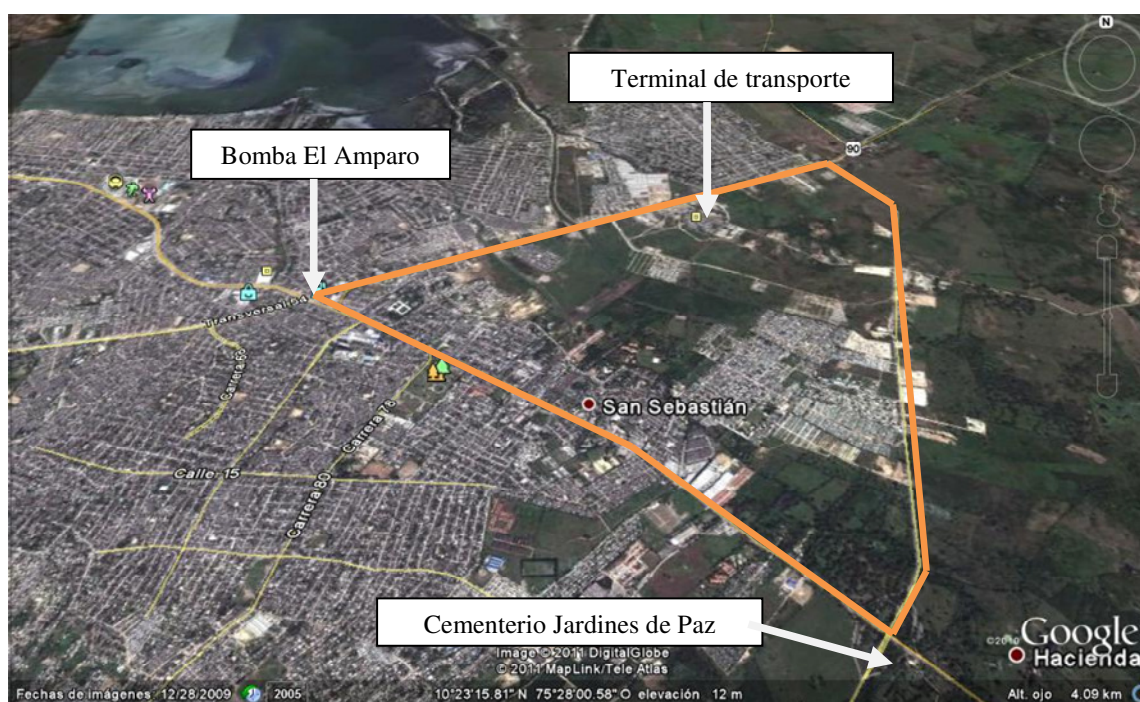 N
Terminal de transporte
90
Bomba El Amparo
Transversal 54
Carrera 78
San Sebastián
Calle 15
Carrera 80
Cementerio Jardines de Paz
Image © 2011 DigitalGlobe
© 2011 MapLink/Tele Atlas
©2010 Google
Hacienda
Fechas de imágenes 12/28/2009 2005 10°23'15.81" N 75°28'00.58" O elevación 12 m Alt. ojo 4.09 km